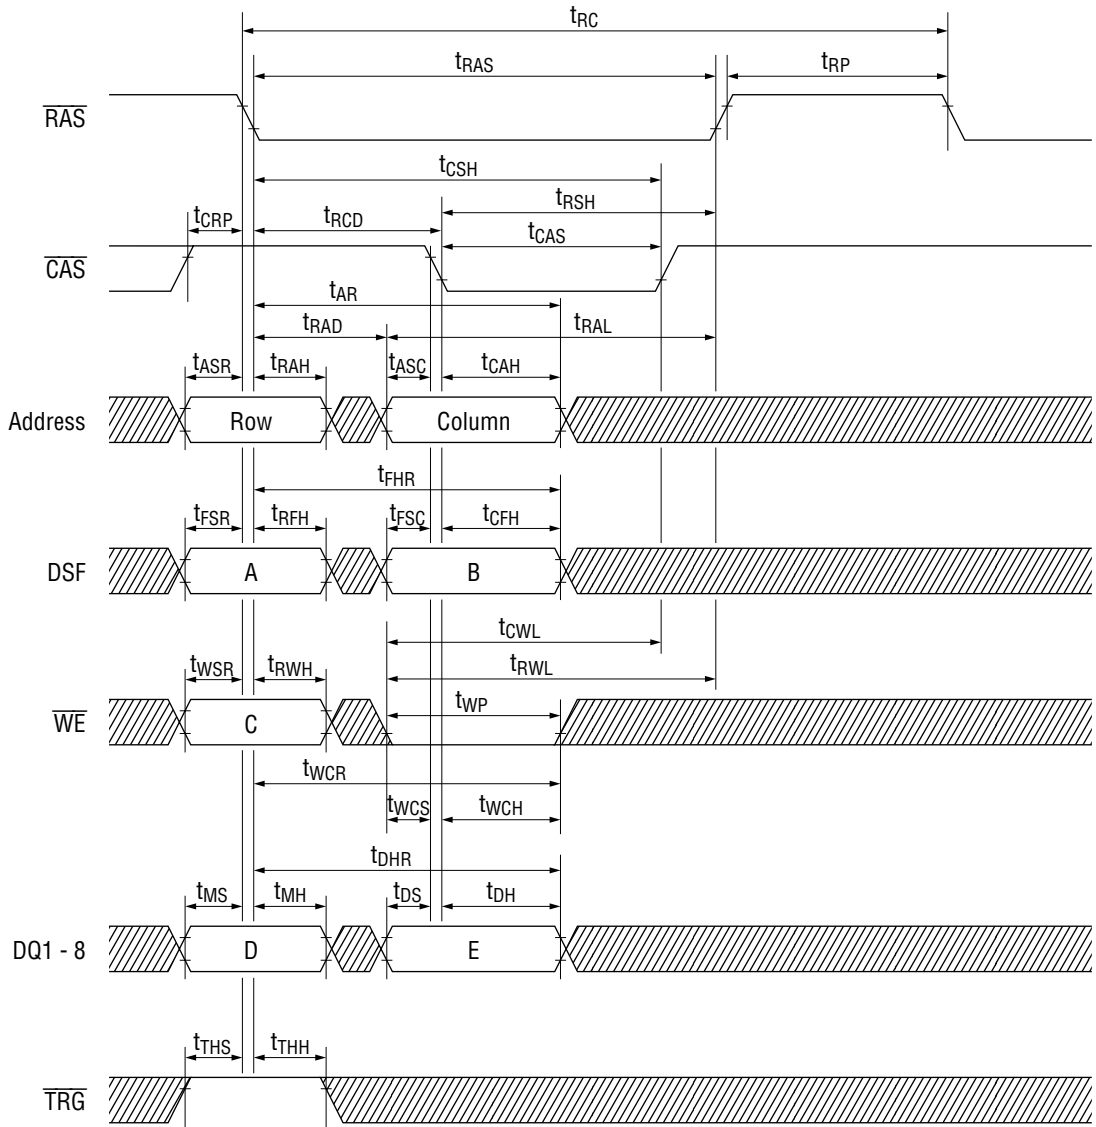 tRC
tRAS tRP
RAS
tCSH
tRSH
tCRP tRCD tCAS
CAS
tAR
tRAD tRAL
tASR tRAH tASC tCAH
Address Row Column
tFHR
tFSR tRFH tFSC tCFH
DSF A B
tCWL
tWSR tRWH tRWL
tWP
WE C
tWCR
tWCS tWCH
tDHR
tMS tMH tDS tDH
DQ1 - 8 D E
tTHS tTHH
TRG